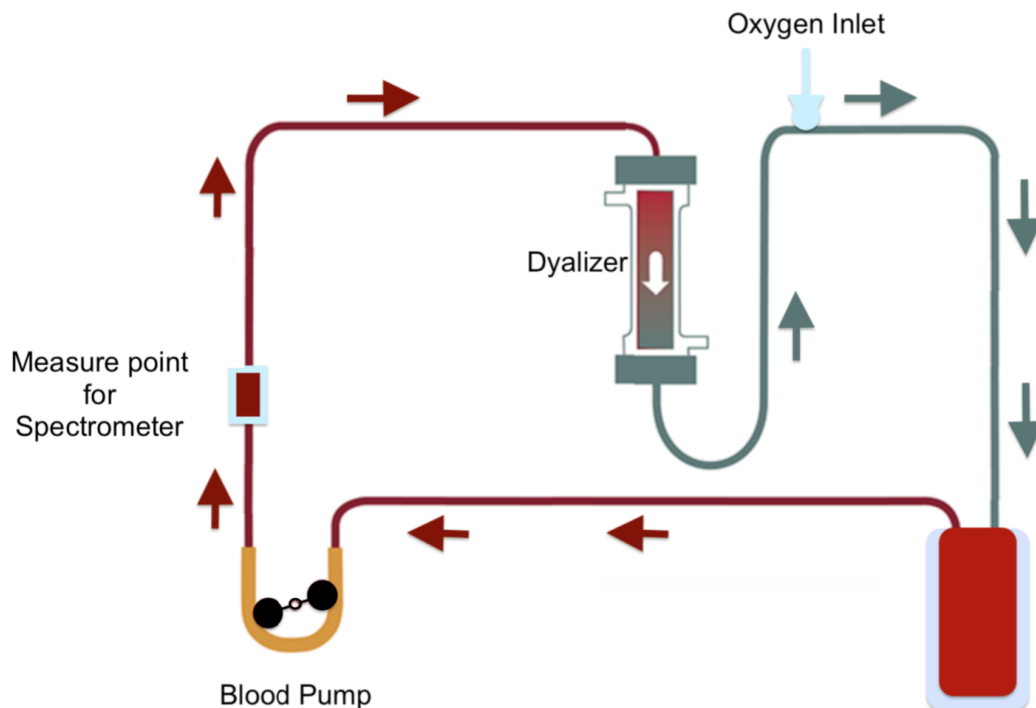 Oxygen Inlet
Dyalizer
Measure point
for
Spectrometer
Blood Pump